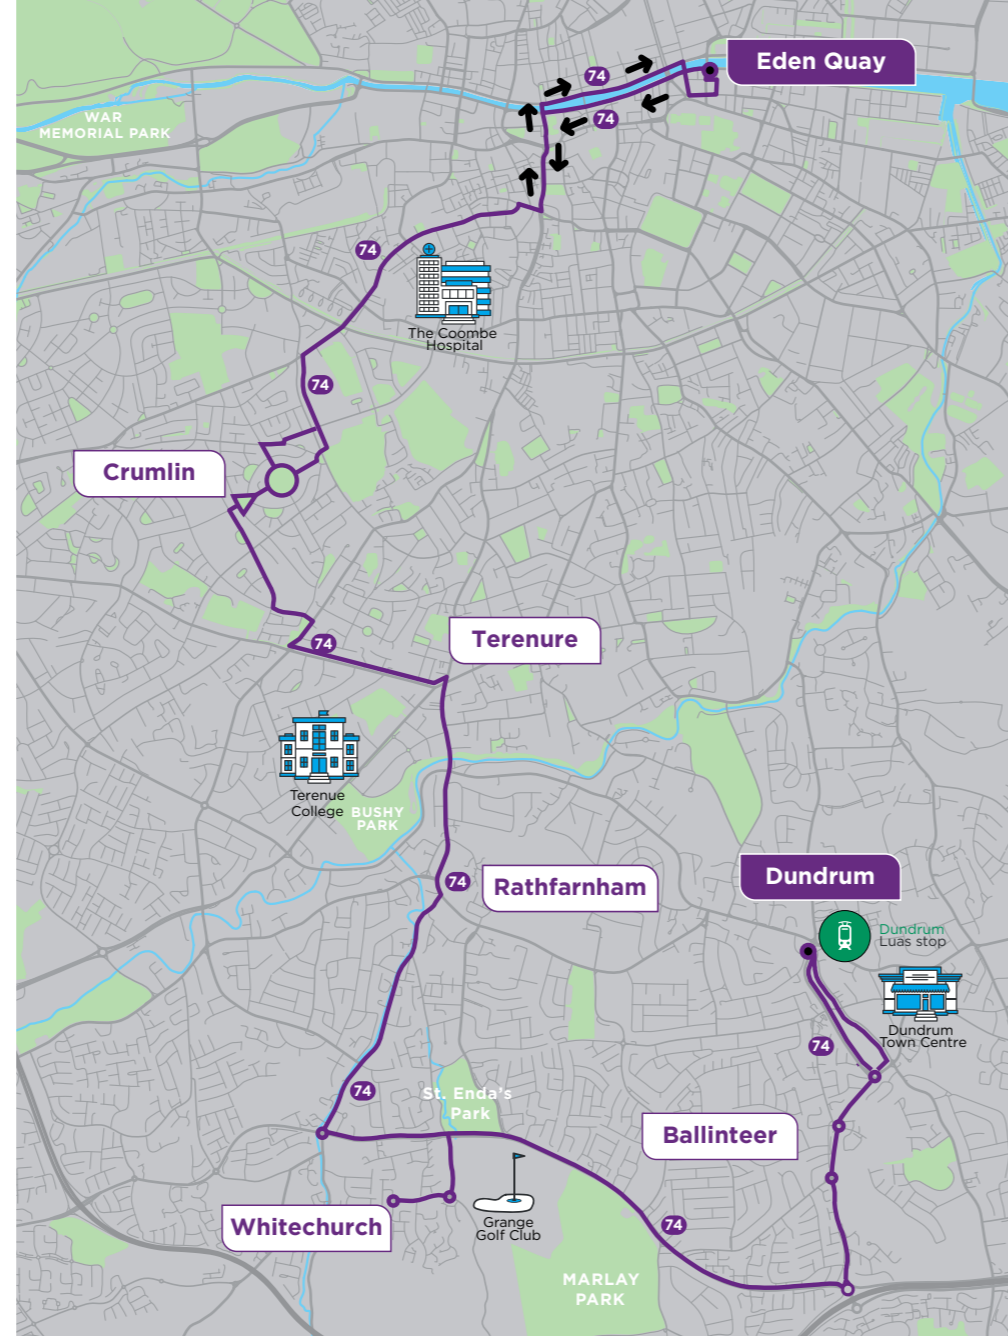 Eden Quay
74
WAR
MEMORIAL PARK
74
74
The Coombe
Hospital
74
Crumlin
74
Terenure
Terenue
College
BUSHY
PARK
74
Rathfarnham
Dundrum
Dundrum
Luas stop
Dundrum
Town Centre
74
74
St. Enda's
Park
Ballinteer
Whitechurch
Grange
Golf Club
74
MARLAY
PARK